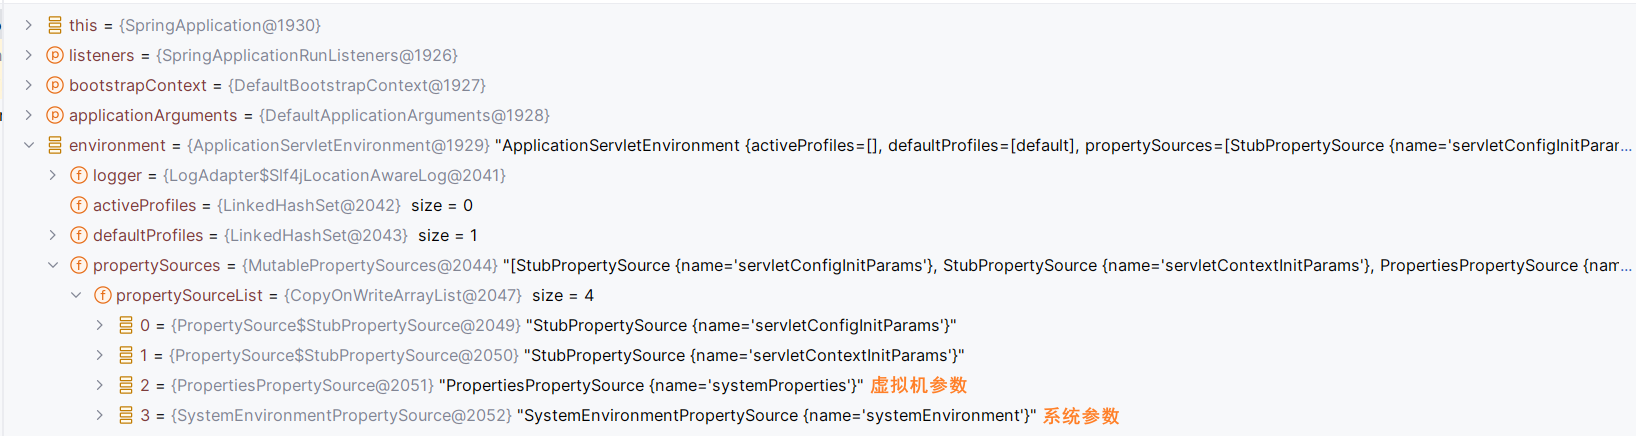 this = {SpringApplication@1930}
listeners = {SpringApplicationRunListeners@1926}
bootstrapContext = {DefaultBootstrapContext@1927}
applicationArguments = {DefaultApplicationArguments@1928}
environment = {ApplicationServletEnvironment@1929} "ApplicationServletEnvironment {activeProfiles=[], defaultProfiles=[default], propertySources=[StubPropertySource {name='servletConfigInitParar...
logger = {LogAdapter$Slf4jLocationAwareLog@2041}
activeProfiles = {LinkedHashSet@2042} size = 0
defaultProfiles = {LinkedHashSet@2043} size = 1
propertySources = {MutablePropertySources@2044} "[StubPropertySource {name='servletConfigInitParams'}, StubPropertySource {name='servletContextInitParams'}, PropertiesPropertySource {nam...
propertySourceList = {CopyOnWriteArrayList@2047} size = 4
0 = {PropertySource$StubPropertySource@2049} "StubPropertySource {name='servletConfigInitParams'}"
1 = {PropertySource$StubPropertySource@2050} "StubPropertySource {name='servletContextInitParams'}"
2 = {PropertiesPropertySource@2051} "PropertiesPropertySource {name='systemProperties'}" 虚拟机参数
3 = {SystemEnvironmentPropertySource@2052} "SystemEnvironmentPropertySource {name='systemEnvironment'}" 系统参数